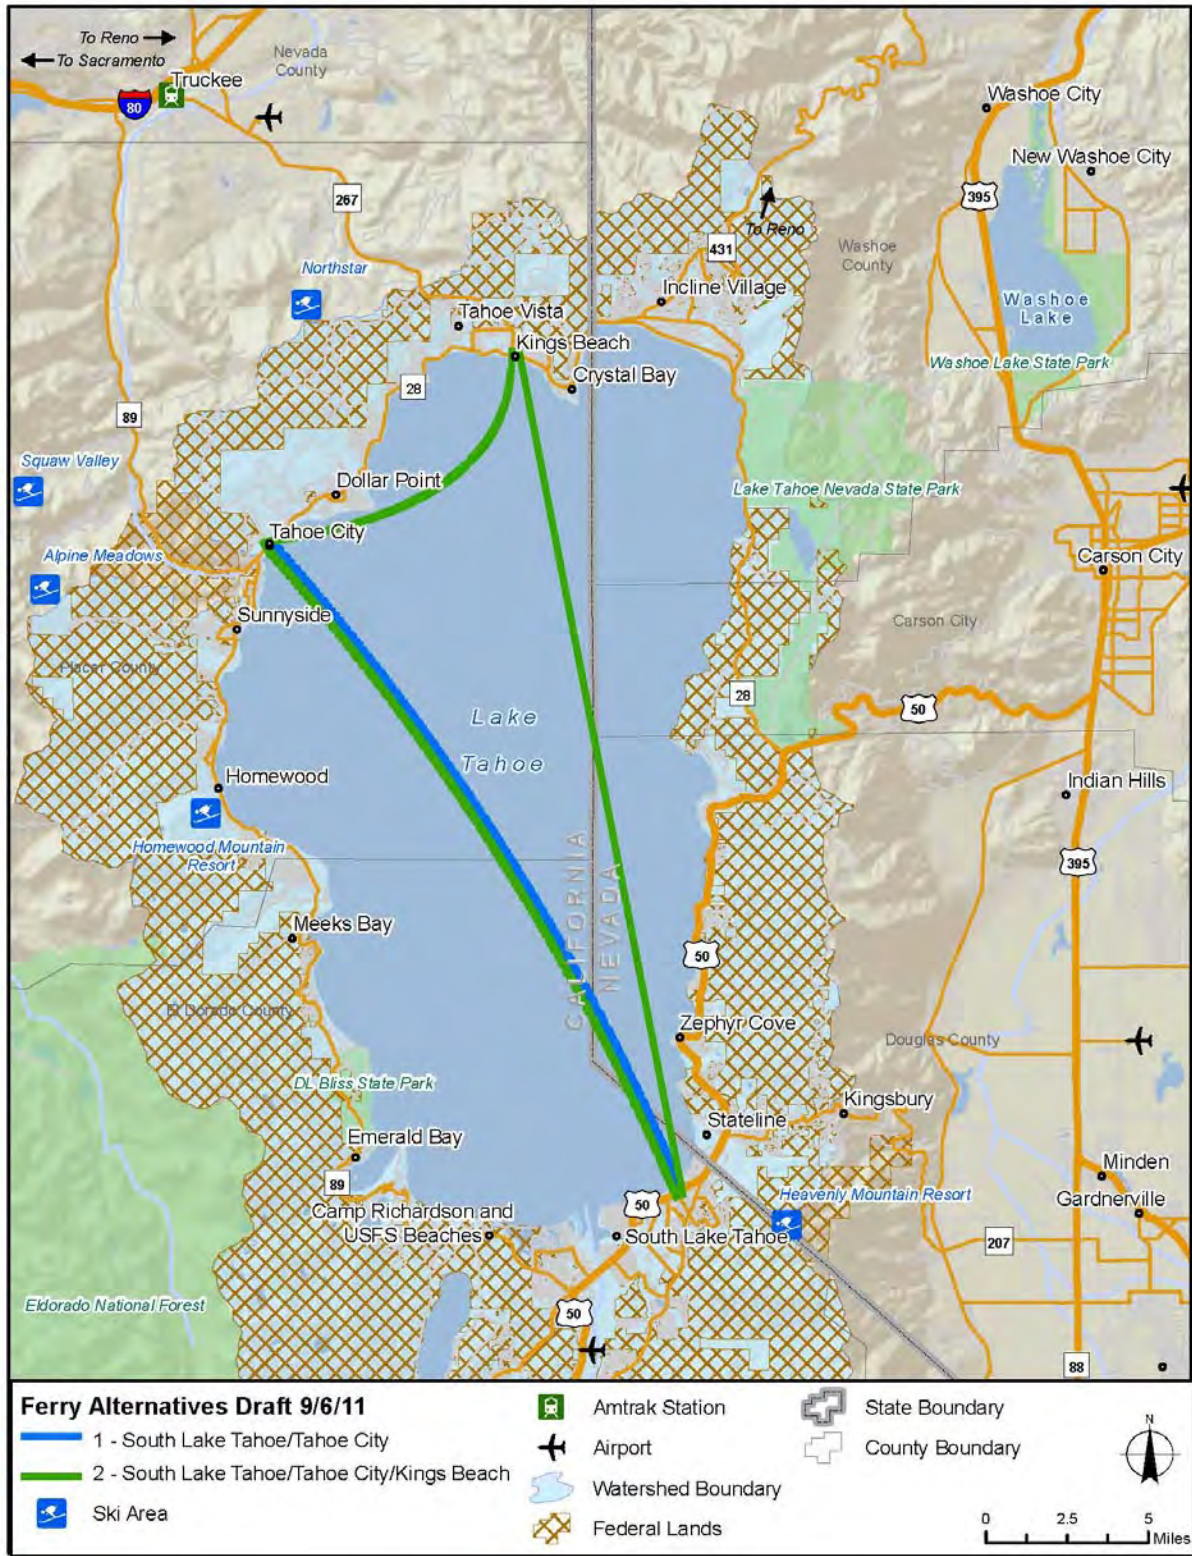 To Reno
To Sacramento
Nevada
County
Truckee
80
Washoe City
New Washoe City
267
395
To Reno
431
Washoe
County
Northstar
Incline Village
Washoe
Lake
Tahoe Vista
Kings Beach
Washoe Lake State Park
Crystal Bay
28
89
Squaw Valley
Dollar Point
Lake Tahoe Nevada State Park
Tahoe City
Alpine Meadows
Carson City
Sunnyside
Carson City
Placer County
28
50
Lake
Tahoe
Homewood
Indian Hills
Homewood Mountain
Resort
CALIFORNIA
NEVADA
395
Meeks Bay
50
El Dorado County
Zephyr Cove
Douglas County
DL Bliss State Park
Kingsbury
Stateline
Emerald Bay
Minden
89
Heavenly Mountain Resort
Gardnerville
Camp Richardson and
USFS Beaches
50
South Lake Tahoe
207
Eldorado National Forest
50
88
Ferry Alternatives Draft 9/6/11
1 - South Lake Tahoe/Tahoe City
2 - South Lake Tahoe/Tahoe City/Kings Beach
Ski Area
Amtrak Station
Airport
Watershed Boundary
Federal Lands
State Boundary
County Boundary
N
0 2.5 5
Miles